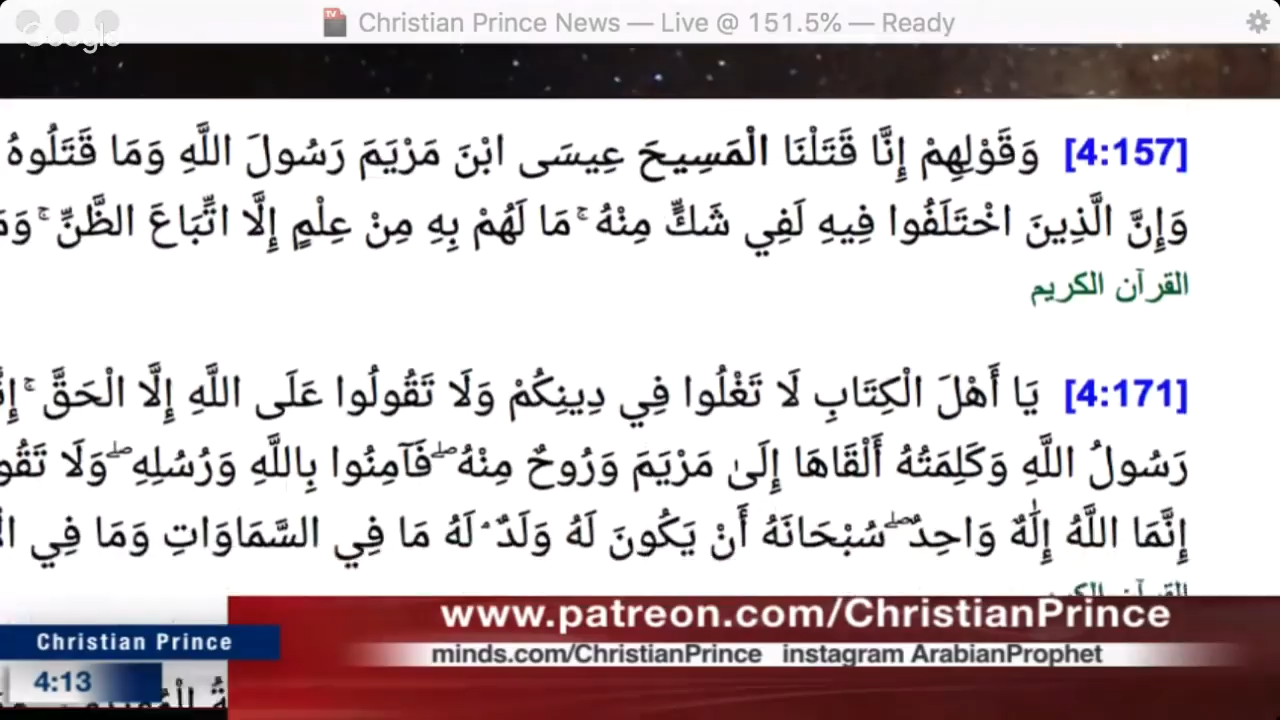 Christian Prince News — Live @ 151.5% — Ready
Google
[4:157] وَقَوْلِهِمْ إِنَّا قَتَلْنَا الْمَسِيحَ عِيسَى ابْنَ مَرْيَمَ رَسُولَ اللَّهِ وَمَا قَتَلُوهُ
وَإِنَّ الَّذِينَ اخْتَلَفُوا فِيهِ لَفِي شَكٍّ مِنْهُ ۚ مَا لَهُمْ بِهِ مِنْ عِلْمٍ إِلَّا اتِّبَاعَ الظَّنِّ ۚ
القرآن الكريم
[4:171] يَا أَهْلَ الْكِتَابِ لَا تَغْلُوا فِي دِينِكُمْ وَلَا تَقُولُوا عَلَى اللَّهِ إِلَّا الْحَقَّ ۚ
رَسُولُ اللَّهِ وَكَلِمَتُهُ أَلْقَاهَا إِلَىٰ مَرْيَمَ وَرُوحٌ مِنْهُ ۖ فَآمِنُوا بِاللَّهِ وَرُسُلِهِ ۖ وَلَا
إِنَّمَا اللَّهُ إِلَٰهٌ وَاحِدٌ ۖ سُبْحَانَهُ أَنْ يَكُونَ لَهُ وَلَدٌ ۘ لَهُ مَا فِي السَّمَاوَاتِ وَمَا فِي
www.patreon.com/ChristianPrince
Christian Prince
minds.com/ChristianPrince instagram ArabianProphet
4:13